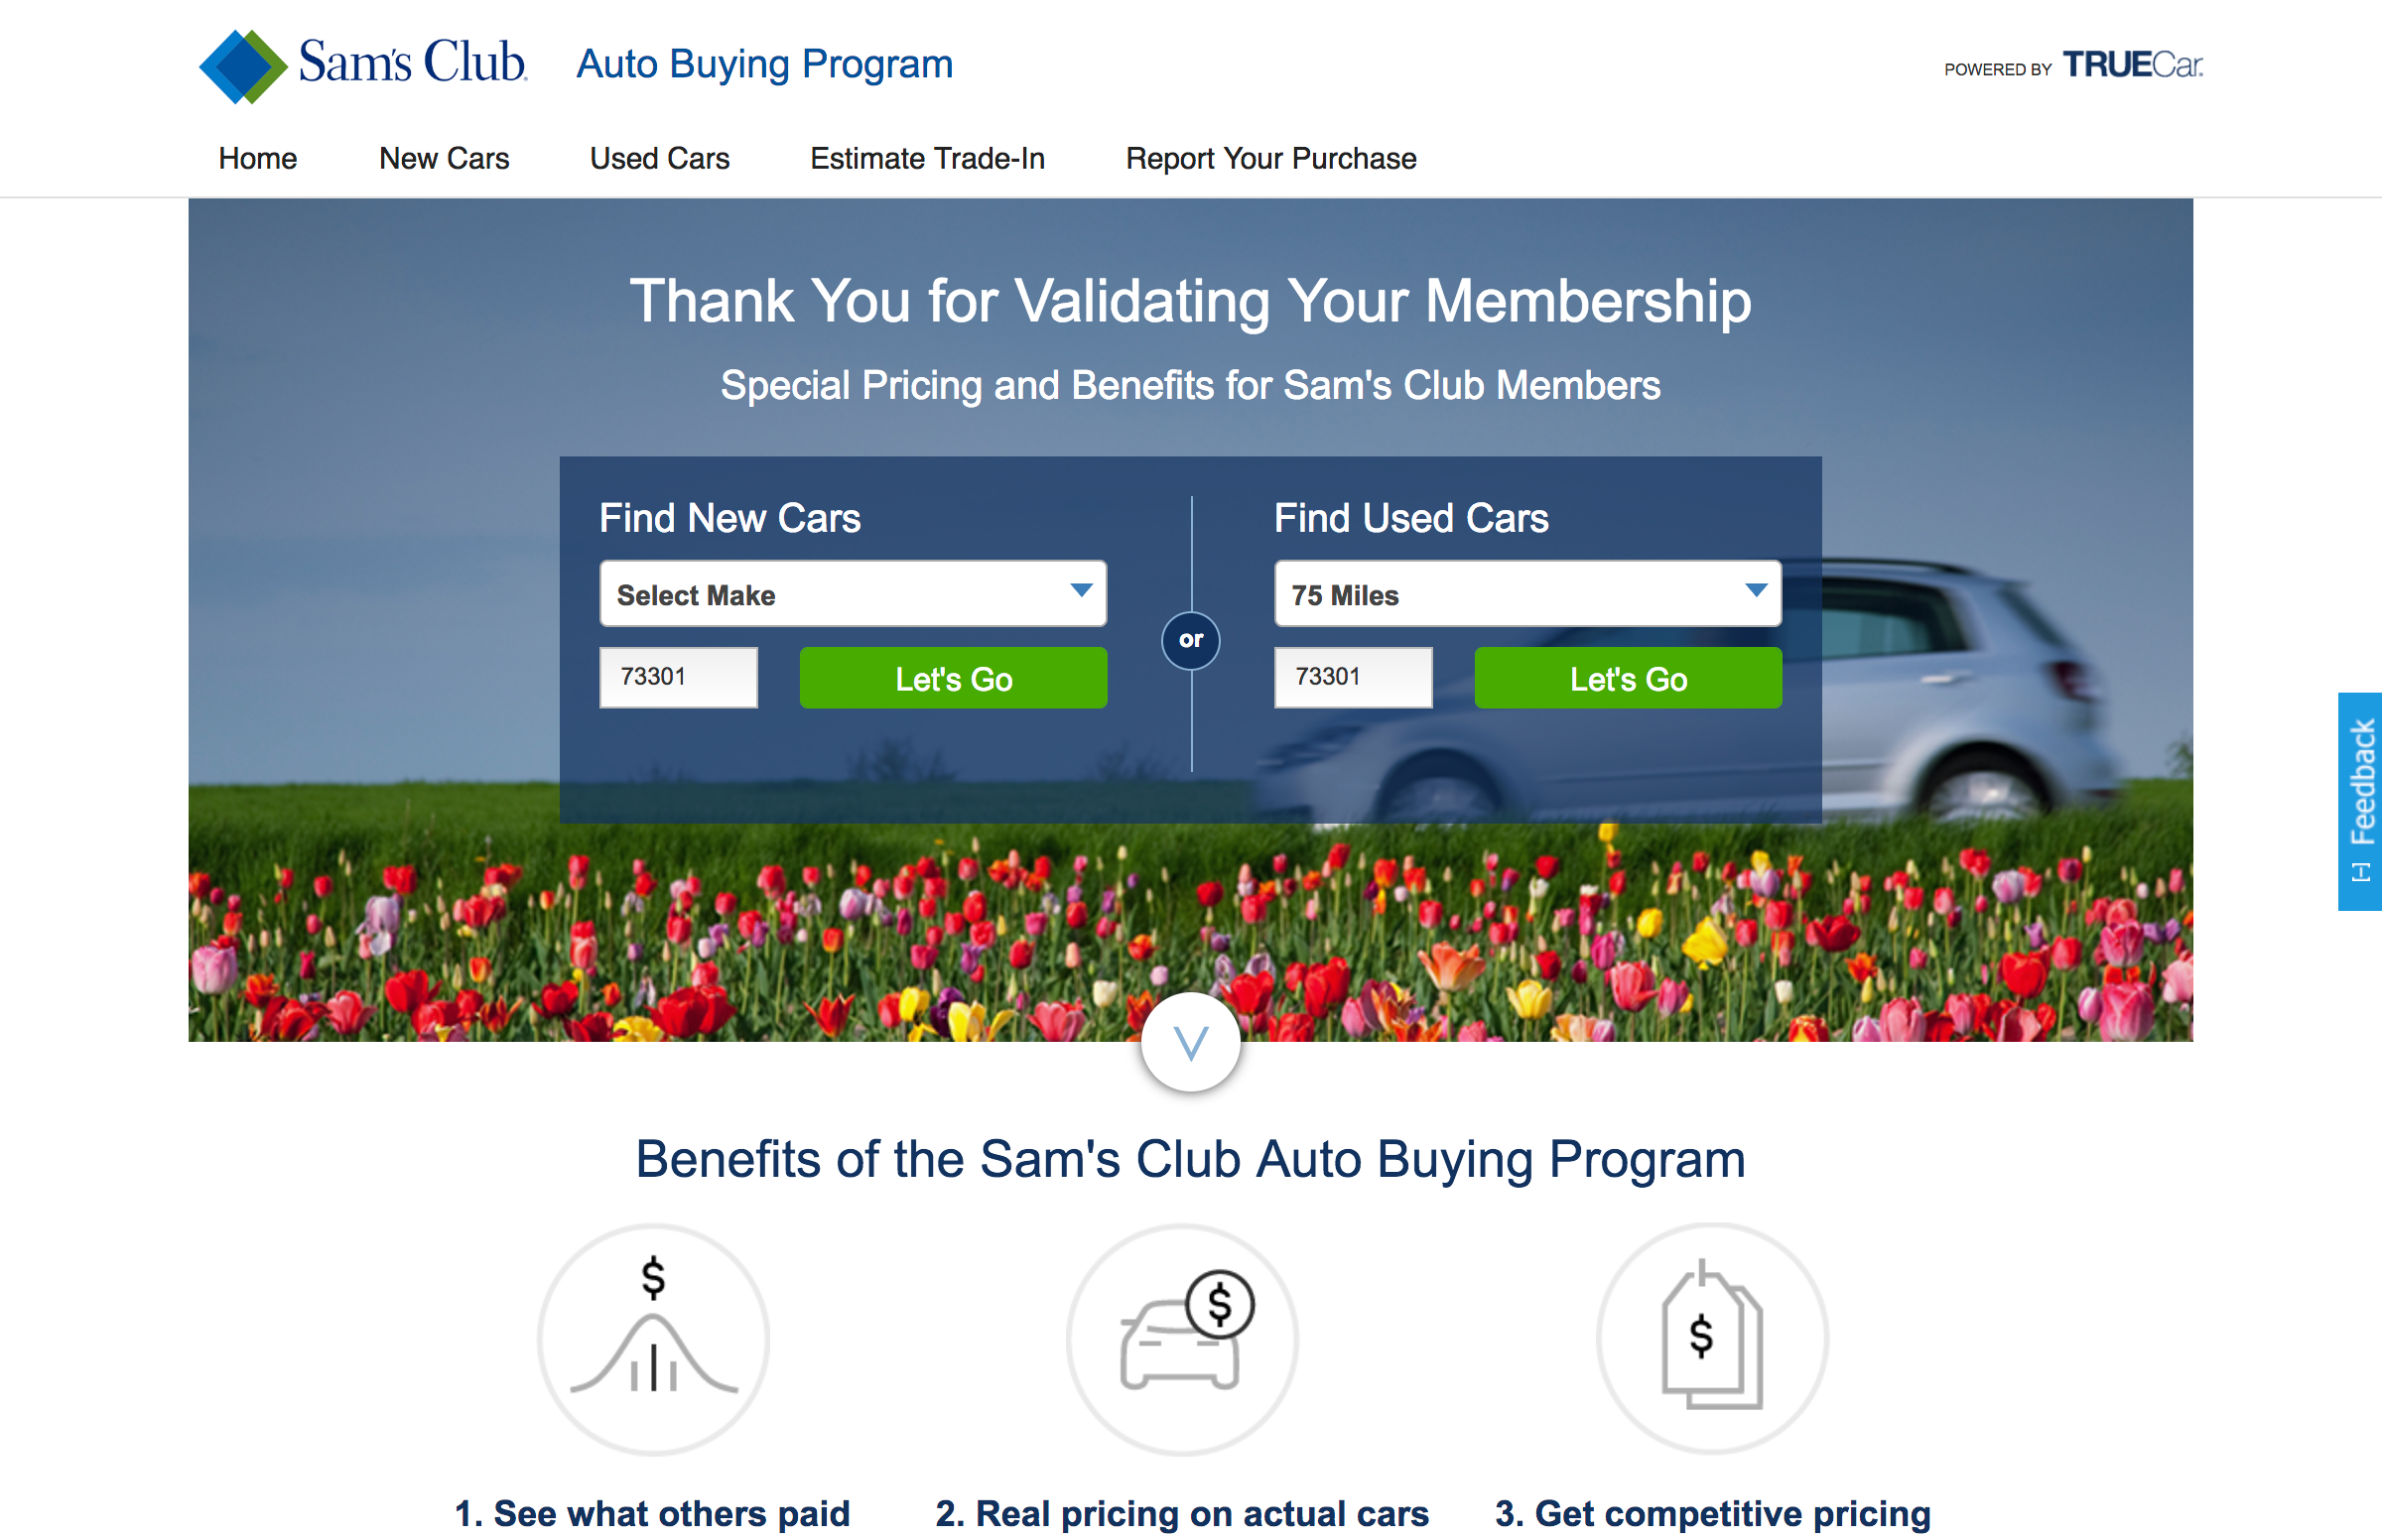 Sam's Club Auto Buying Program
POWERED BY TRUECar.
Home New Cars Used Cars Estimate Trade-In Report Your Purchase
Thank You for Validating Your Membership
Special Pricing and Benefits for Sam's Club Members
Find New Cars
Select Make
73301 Let's Go
or
Find Used Cars
75 Miles
73301 Let's Go
[-] Feedback
V
Benefits of the Sam's Club Auto Buying Program
$
$
$
1. See what others paid
2. Real pricing on actual cars
3. Get competitive pricing